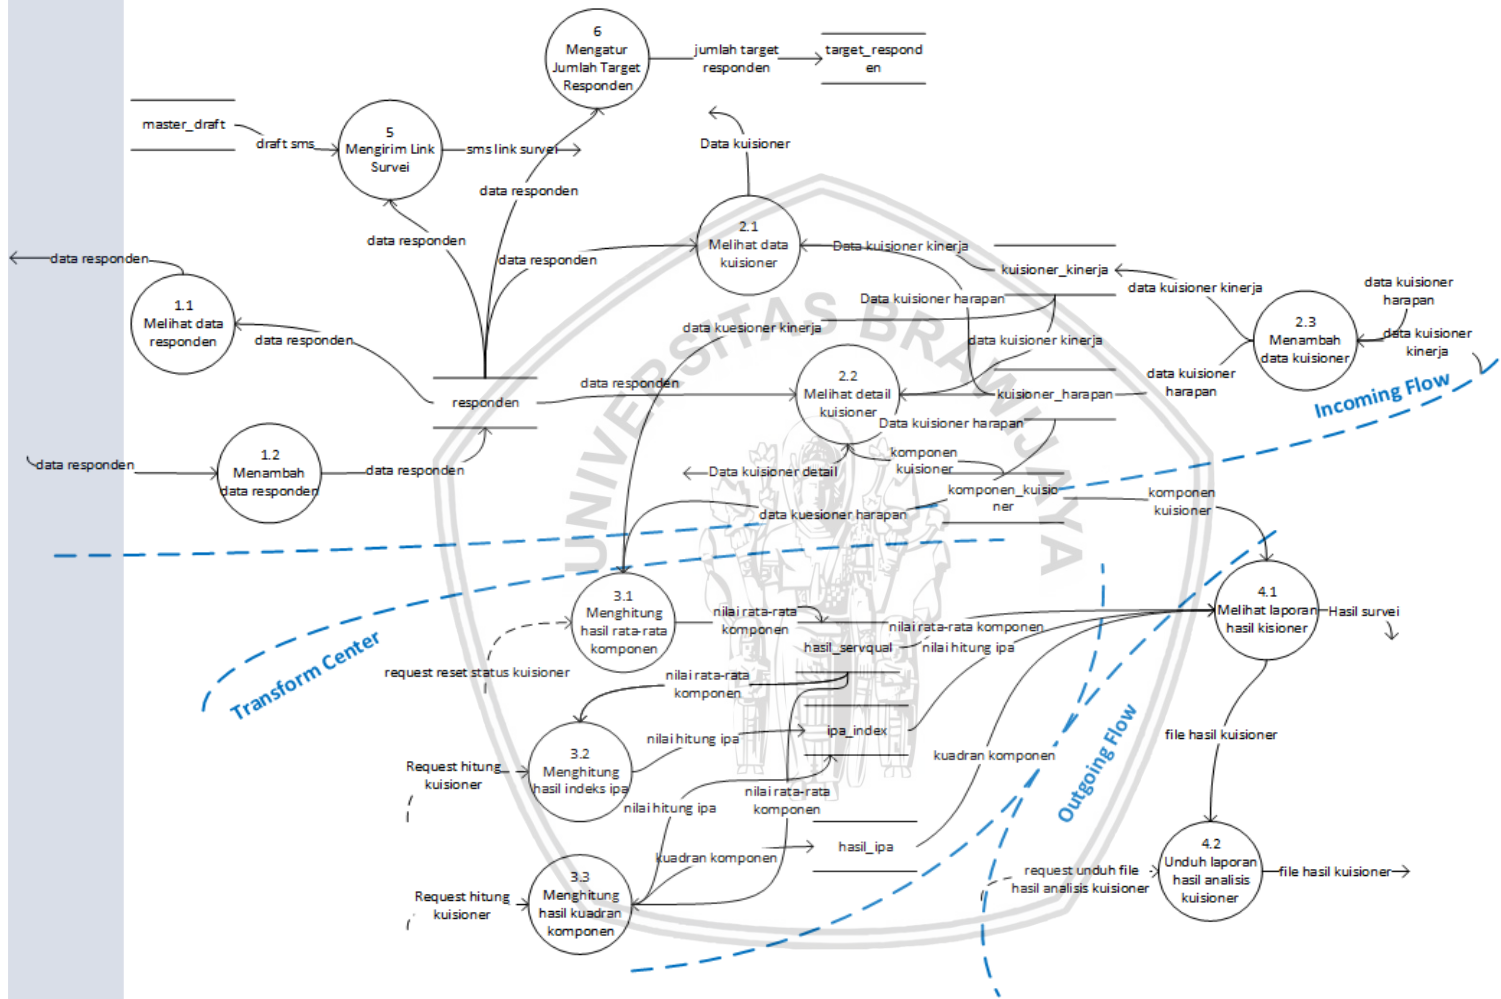 6
Mengatur
Jumlah Target
Responden
jumlah target
responden
target_respond
en
master_draft
draft sms
5
Mengirim Link
Survei
sms link survei
data responden
Data kuisioner
data responden
data responden
2.1
Melihat data
kuisioner
Data kuisioner kinerja
kuisioner_kinerja
data kuisioner kinerja
data kuisioner
harapan
data kuisioner
kinerja
2.3
Menambah
data kuisioner
data responden
1.1
Melihat data
responden
data responden
Data kuisioner harapan
data kuesioner kinerja
data kuisioner kinerja
data kuisioner
harapan
Incoming Flow
responden
data responden
2.2
Melihat detail
kuisioner
kuisioner_harapan
Data kuisioner harapan
komponen
kuisioner
Data kuisioner detail
data responden
1.2
Menambah
data responden
data responden
komponen_kuisio
ner
komponen
kuisioner
data kuesioner harapan
UNIVERSITAS BRAWIJAYA
3.1
Menghitung
hasil rata-rata
komponen
nilai rata-rata
komponen
hasil_servqual
nilai rata-rata komponen
nilai hitung ipa
4.1
Melihat laporan
hasil kisioner
Hasil survei
request reset status kuisioner
Transform Center
nilai rata-rata
komponen
ipa_index
nilai hitung ipa
3.2
Menghitung
hasil indeks ipa
Request hitung
kuisioner
kuadran komponen
Outgoing Flow
file hasil kuisioner
nilai hitung ipa
nilai rata-rata
komponen
hasil_ipa
kuadran komponen
3.3
Menghitung
hasil kuadran
komponen
Request hitung
kuisioner
request unduh file
hasil analisis kuisioner
4.2
Unduh laporan
hasil analisis
kuisioner
file hasil kuisioner